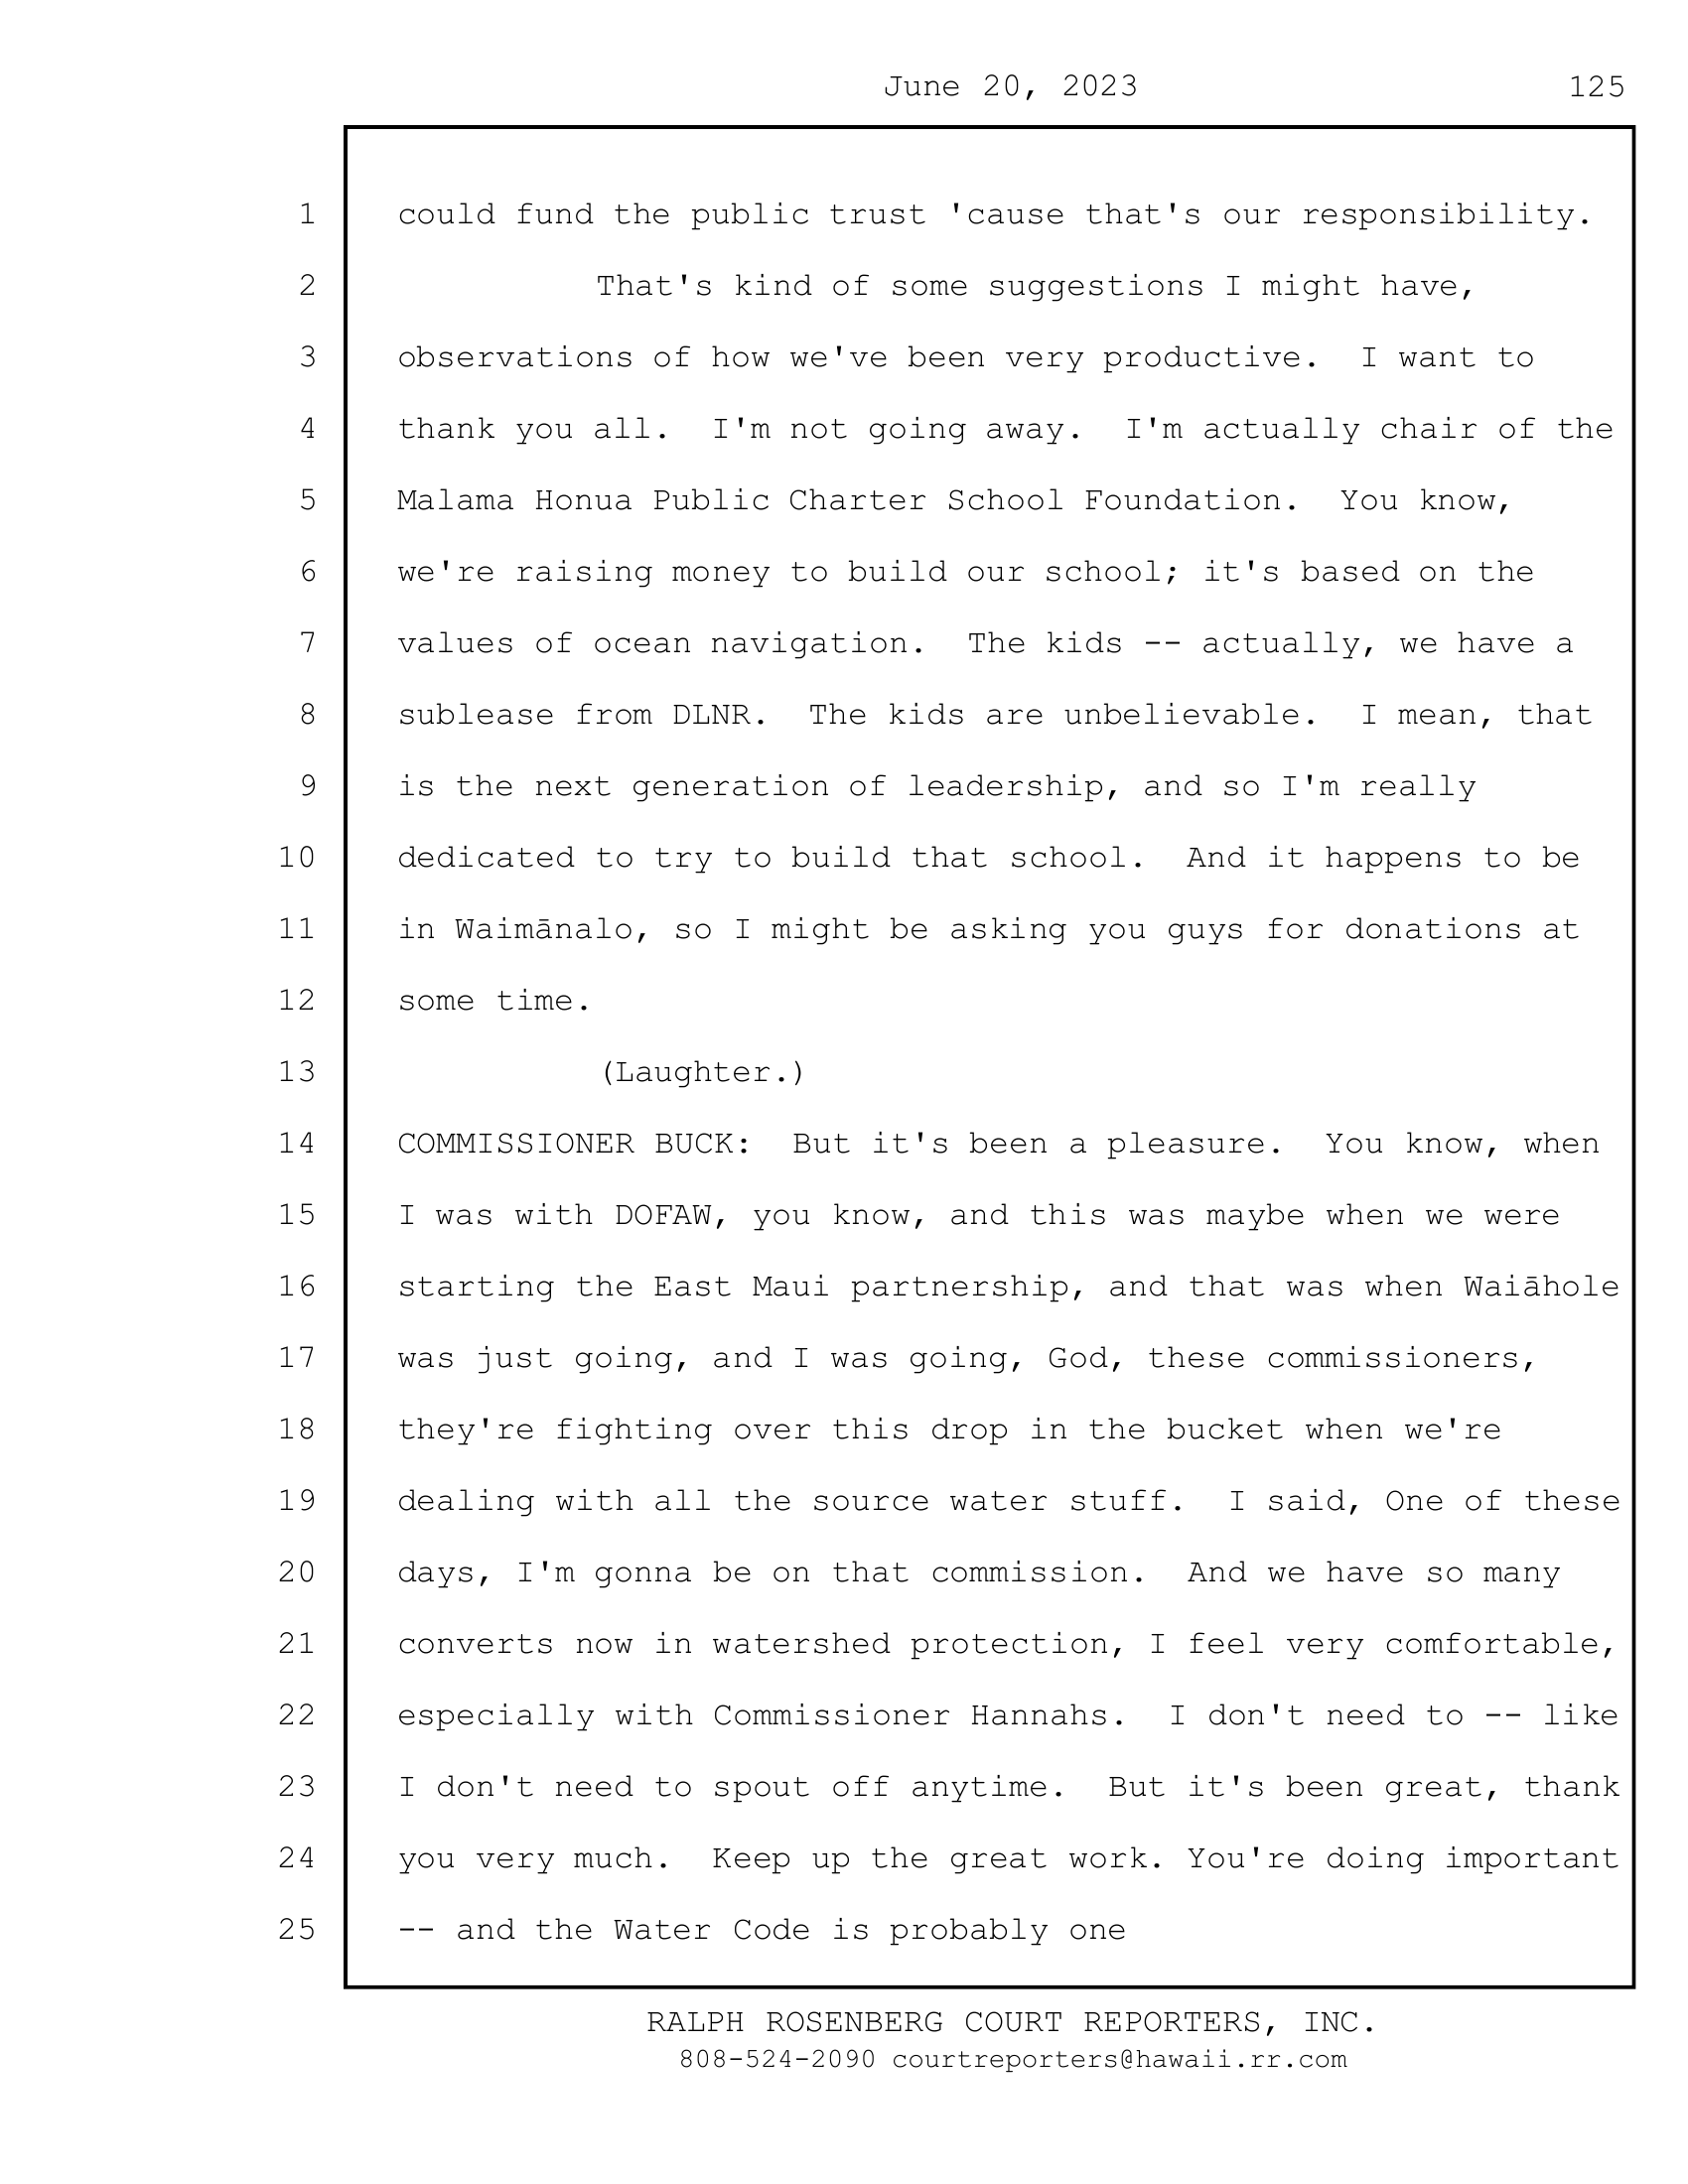 June 20, 2023 125
1 could fund the public trust 'cause that's our responsibility.
2 That's kind of some suggestions I might have,
3 observations of how we've been very productive. I want to
4 thank you all. I'm not going away. I'm actually chair of the
5 Malama Honua Public Charter School Foundation. You know,
6 we're raising money to build our school; it's based on the
7 values of ocean navigation. The kids -- actually, we have a
8 sublease from DLNR. The kids are unbelievable. I mean, that
9 is the next generation of leadership, and so I'm really
10 dedicated to try to build that school. And it happens to be
11 in Waimānalo, so I might be asking you guys for donations at
12 some time.
13 (Laughter.)
14 COMMISSIONER BUCK: But it's been a pleasure. You know, when
15 I was with DOFAW, you know, and this was maybe when we were
16 starting the East Maui partnership, and that was when Waiāhole
17 was just going, and I was going, God, these commissioners,
18 they're fighting over this drop in the bucket when we're
19 dealing with all the source water stuff. I said, One of these
20 days, I'm gonna be on that commission. And we have so many
21 converts now in watershed protection, I feel very comfortable,
22 especially with Commissioner Hannahs. I don't need to -- like
23 I don't need to spout off anytime. But it's been great, thank
24 you very much. Keep up the great work. You're doing important
25 -- and the Water Code is probably one
RALPH ROSENBERG COURT REPORTERS, INC.
808-524-2090 courtreporters@hawaii.rr.com